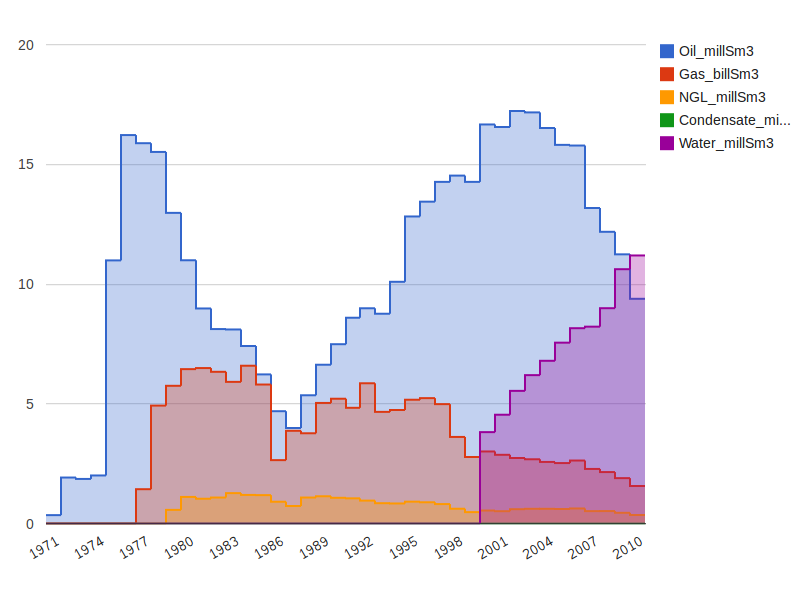 20
15
10
5
0
1971 1974 1977 1980 1983 1986 1989 1992 1995 1998 2001 2004 2007 2010
Oil_millSm3
Gas_billSm3
NGL_millSm3
Condensate_mi...
Water_millSm3